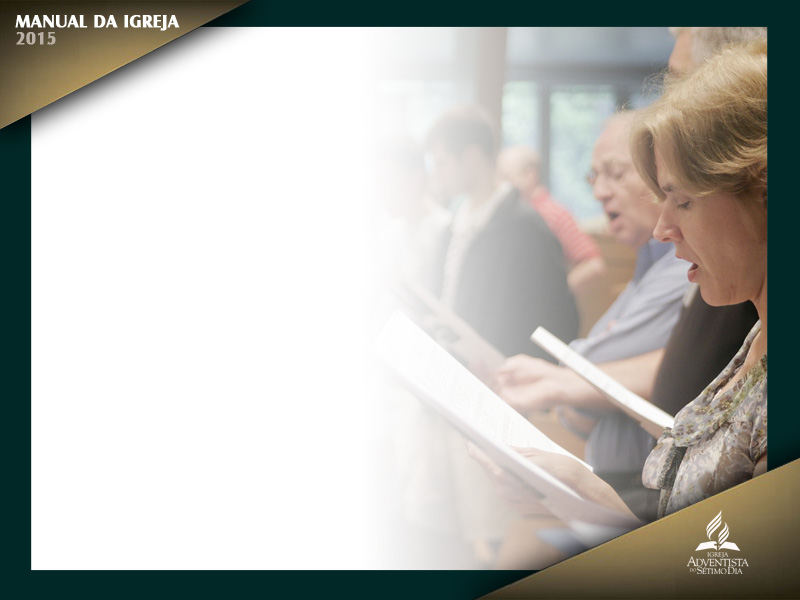 MANUAL DA IGREJA
2015
IGREJA
ADVENTISTA
DO SÉTIMO DIA